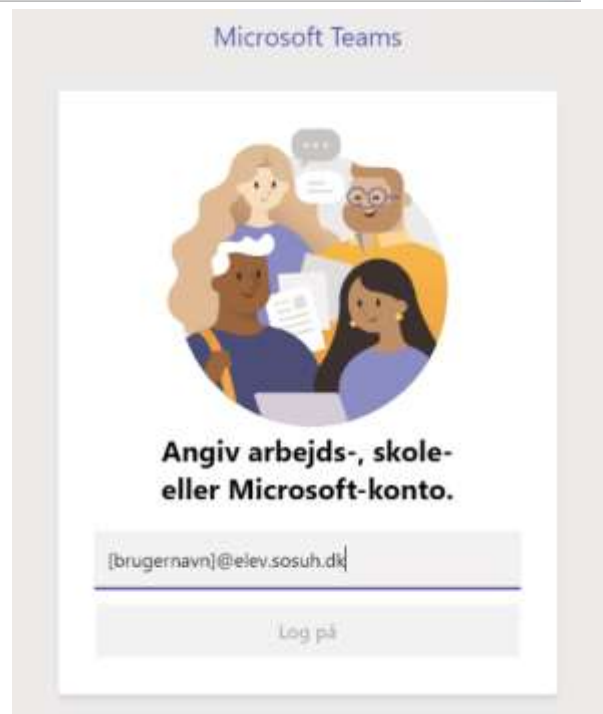 Microsoft Teams
Angiv arbejds-, skole-
eller Microsoft-konto.
[brugernavn]@elev.sosuh.dk
Log på